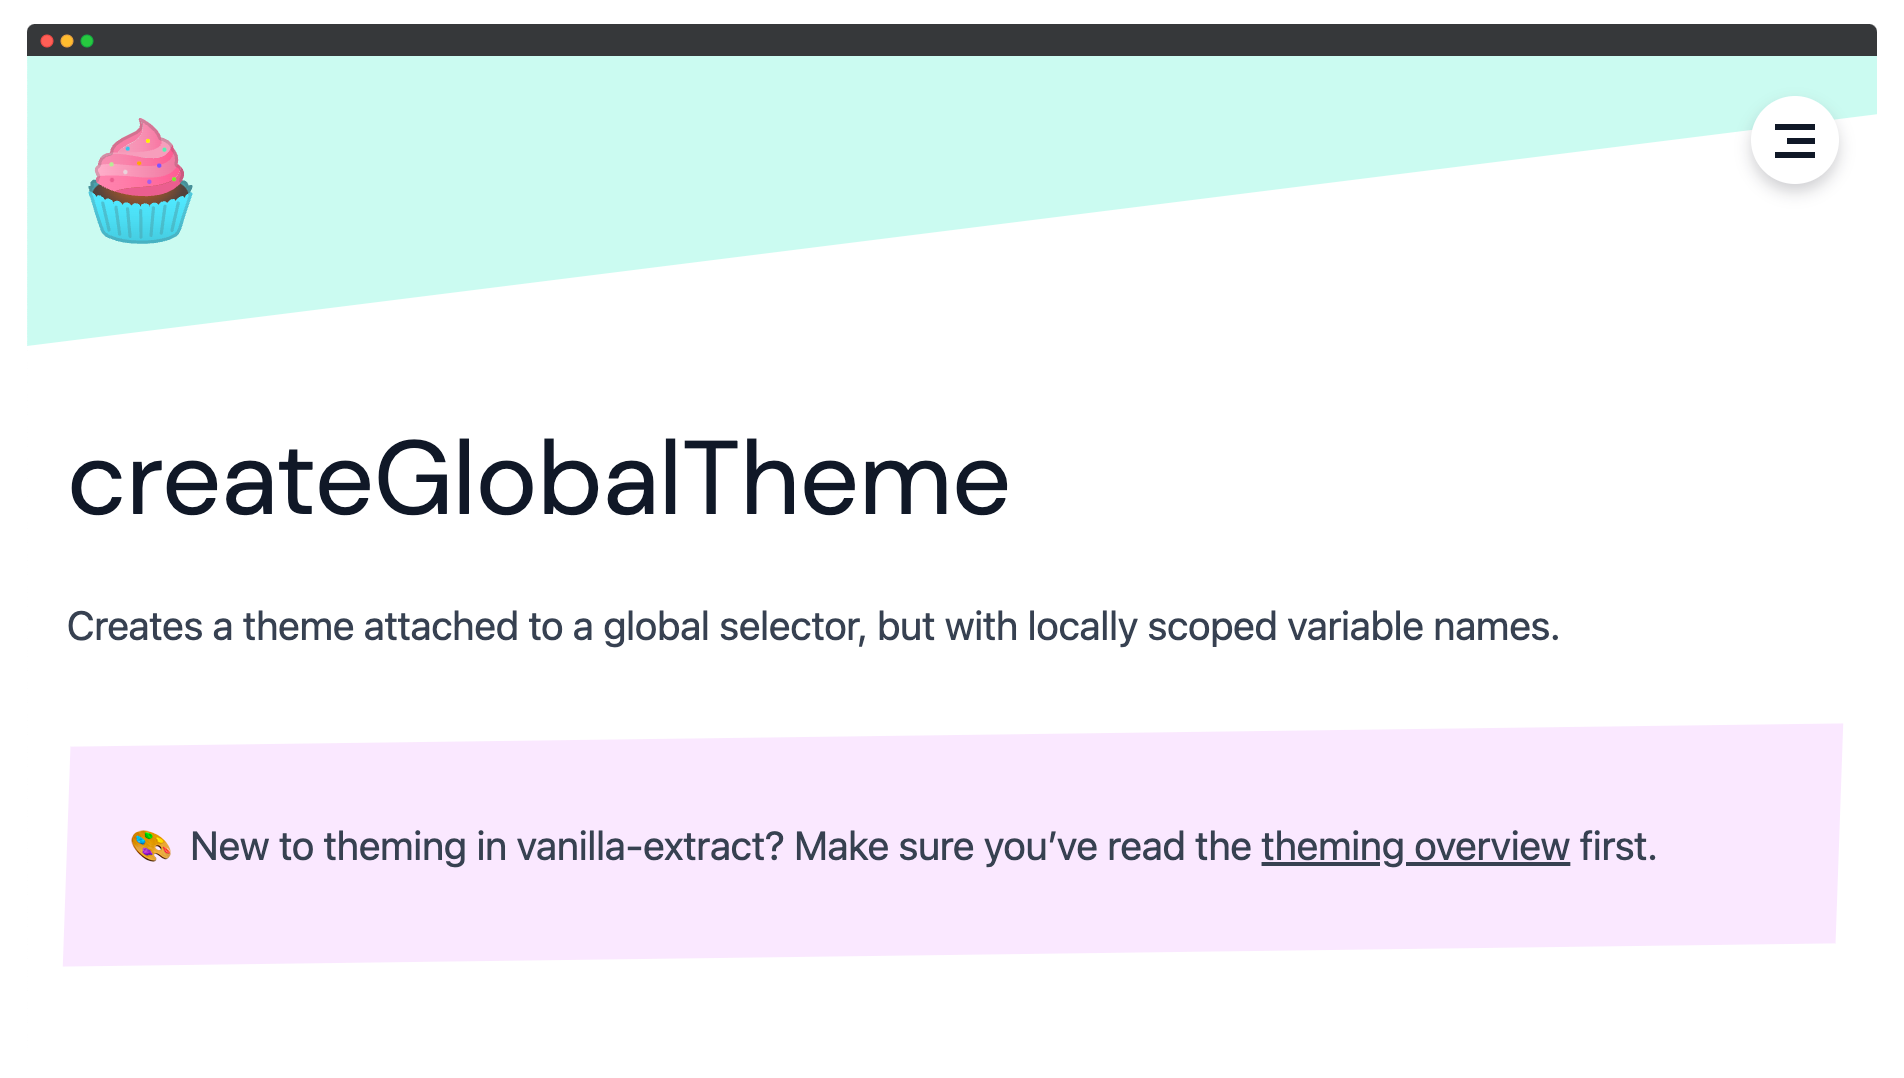 createGlobalTheme
Creates a theme attached to a global selector, but with locally scoped variable names.
🎨 New to theming in vanilla-extract? Make sure you’ve read the theming overview first.